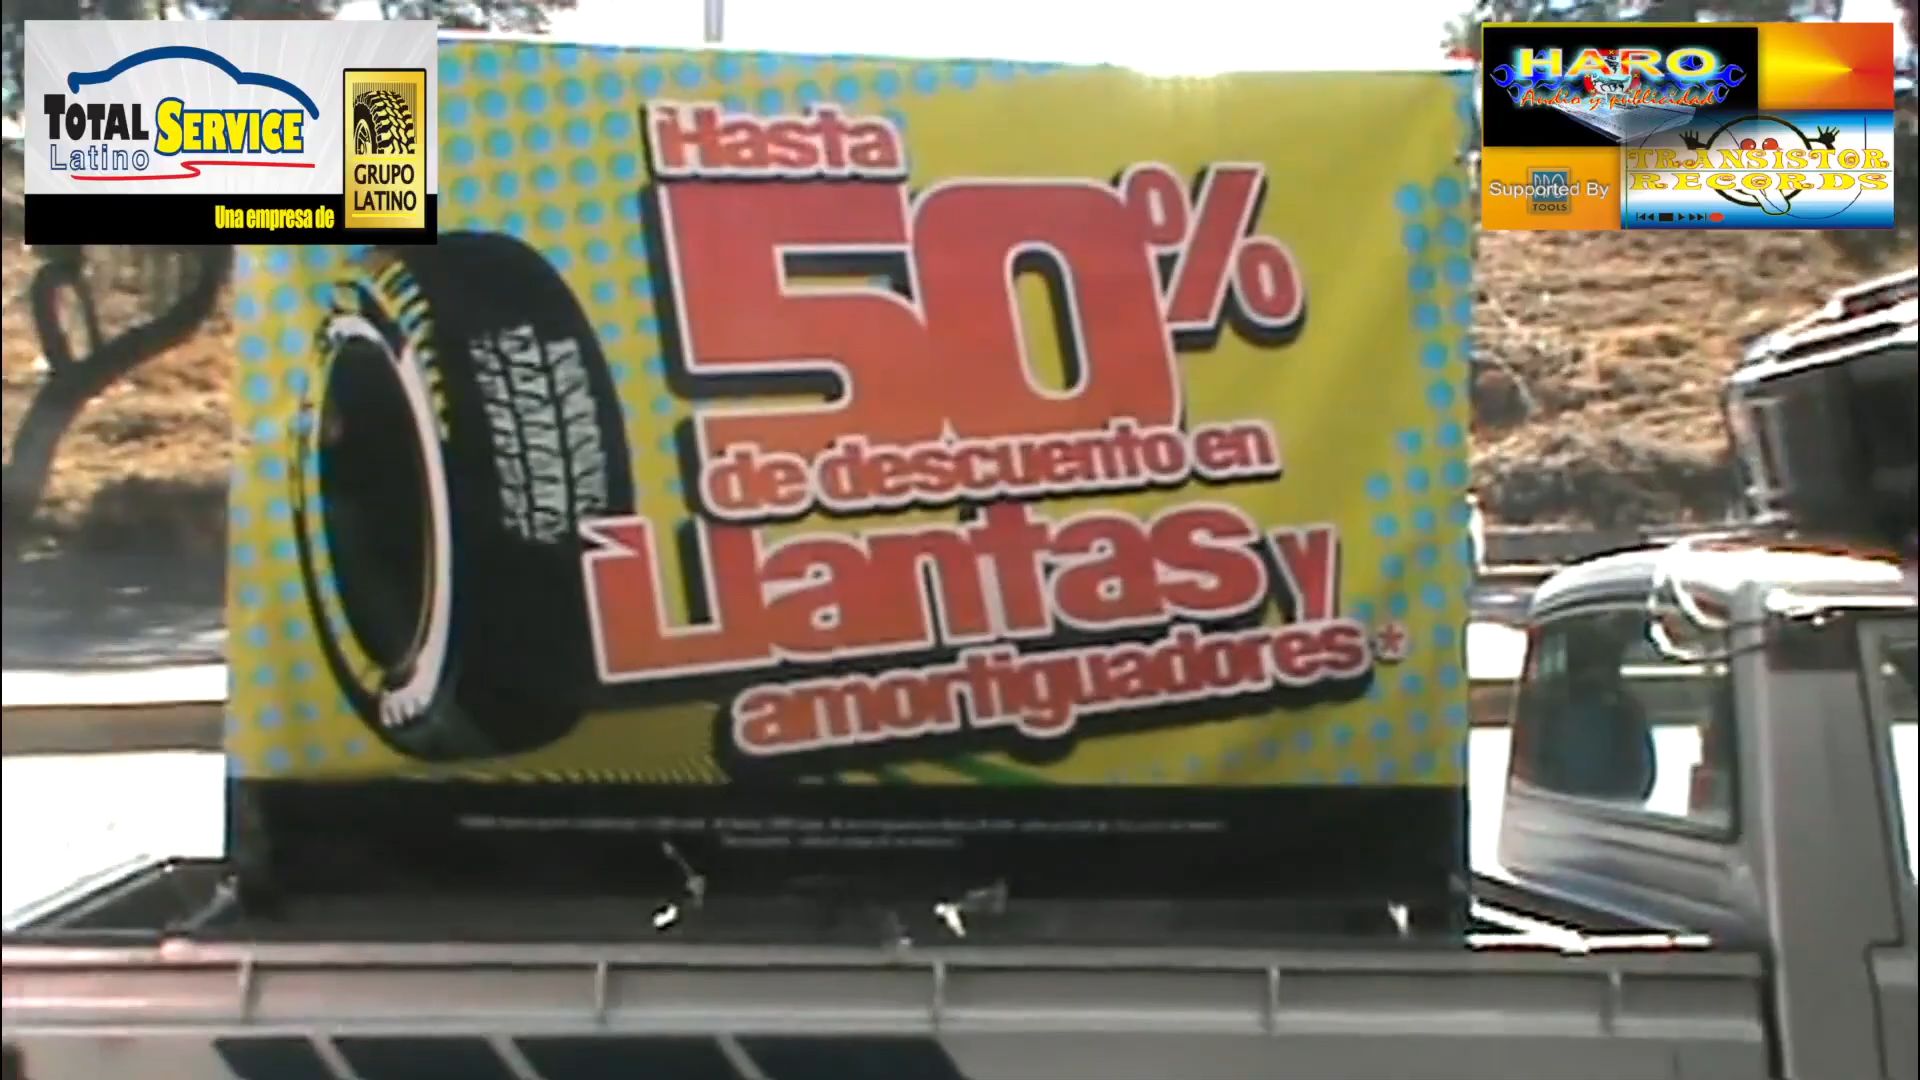 TOTAL SERVICE
Latino
GRUPO
LATINO
Una empresa de
HARO
Audio y publicidad
Supported By
TOOLS
TRANSISTOR
RECORDS
Hasta
50%
de descuento en
Llantas y
amortiguadores*